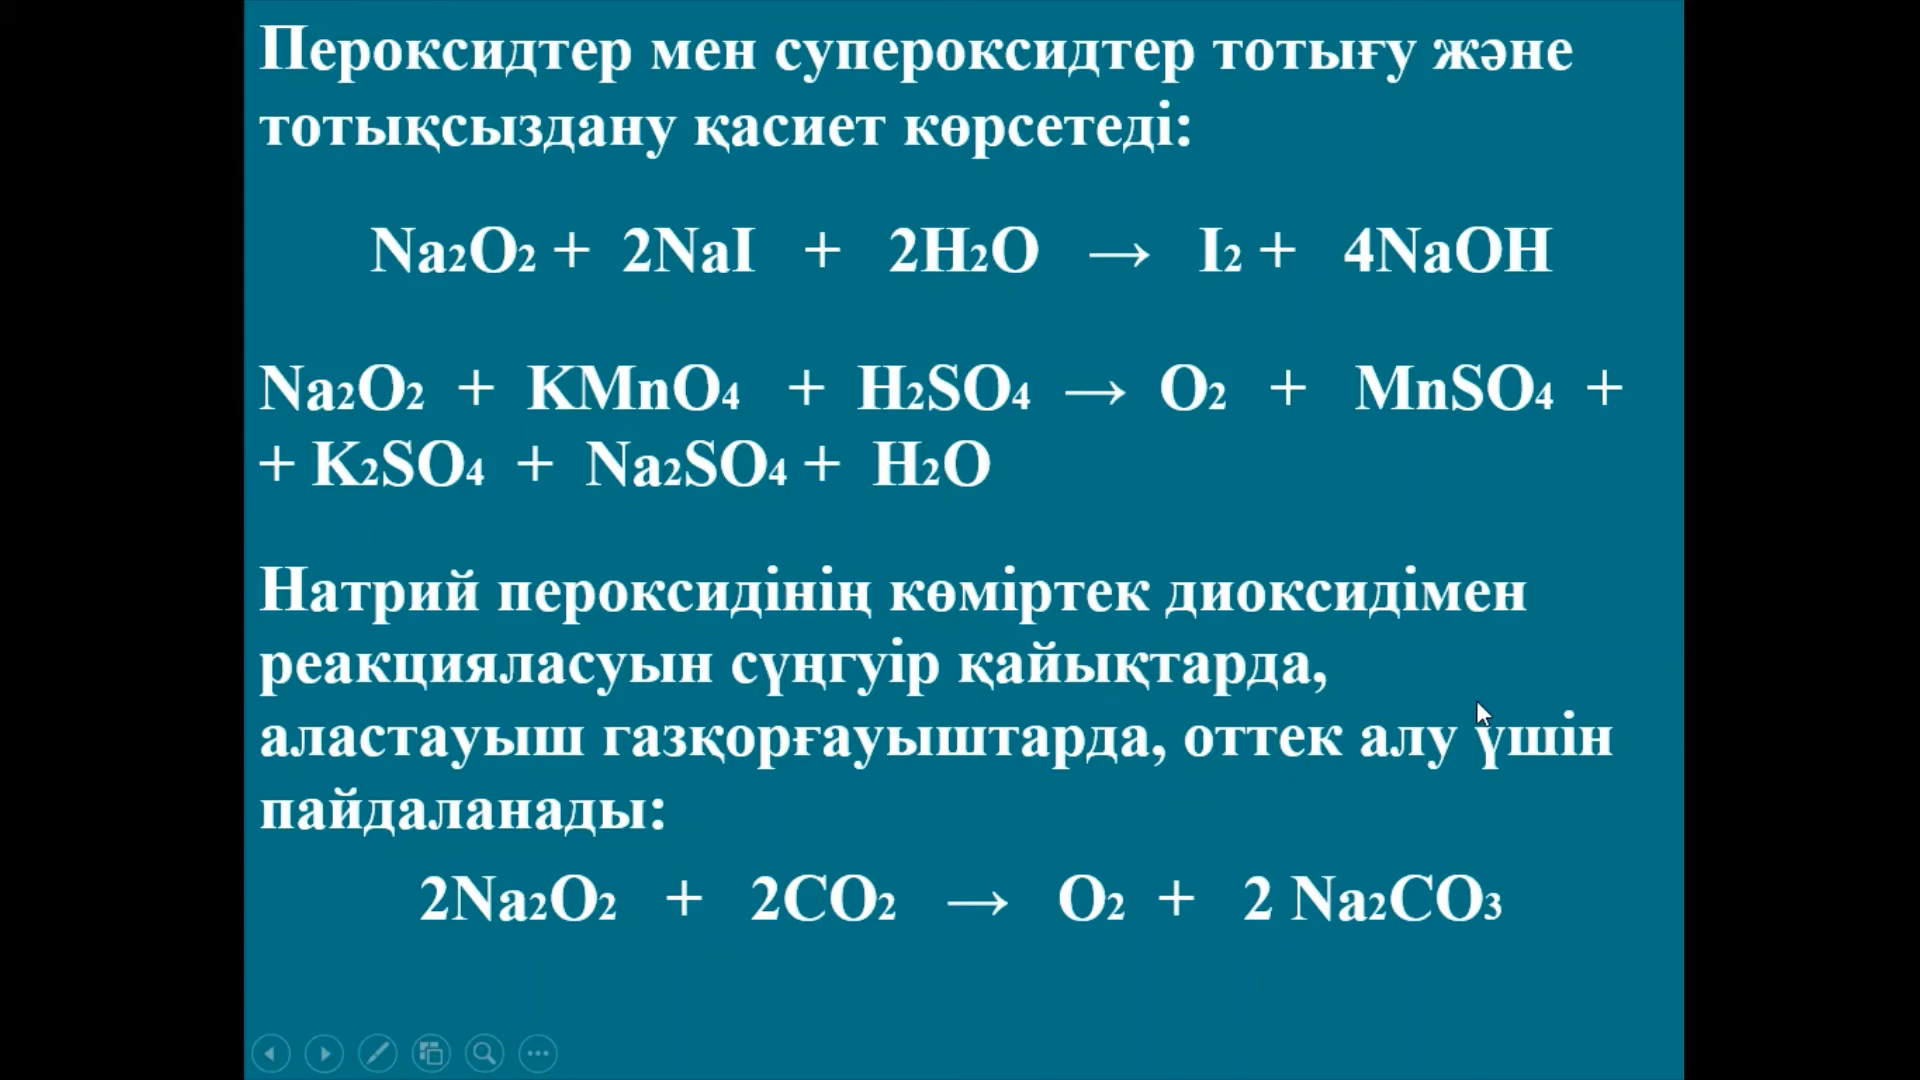 Пероксидтер мен супероксидтер тотығу және
тотықсыздану қасиет көрсетеді:
Na2O2 + 2NaI + 2H2O → I2 + 4NaOH
Na2O2 + KMnO4 + H2SO4 → O2 + MnSO4 +
+ K2SO4 + Na2SO4 + H2O
Натрий пероксидінің көміртек диоксидімен
реакцияласуын сүңгуір қайықтарда,
аластауыш газқорғауыштарда, оттек алу үшін
пайдаланады:
2Na2O2 + 2CO2 → O2 + 2 Na2CO3